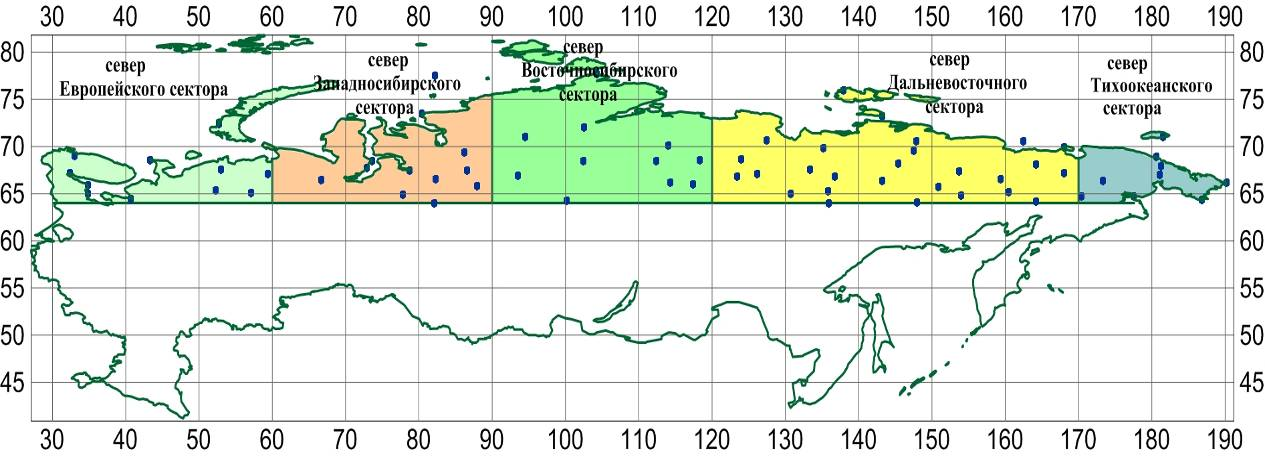 30 40 50 60 70 80 90 100 110 120 130 140 150 160 170 180 190
80 80
север
Европейского сектора
север
Западносибирского
сектора
север
Восточносибирского
сектора
север
Дальневосточного
сектора
север
Тихоокеанского
сектора
75 75
70 70
65 65
60 60
55 55
50 50
45 45
30 40 50 60 70 80 90 100 110 120 130 140 150 160 170 180 190